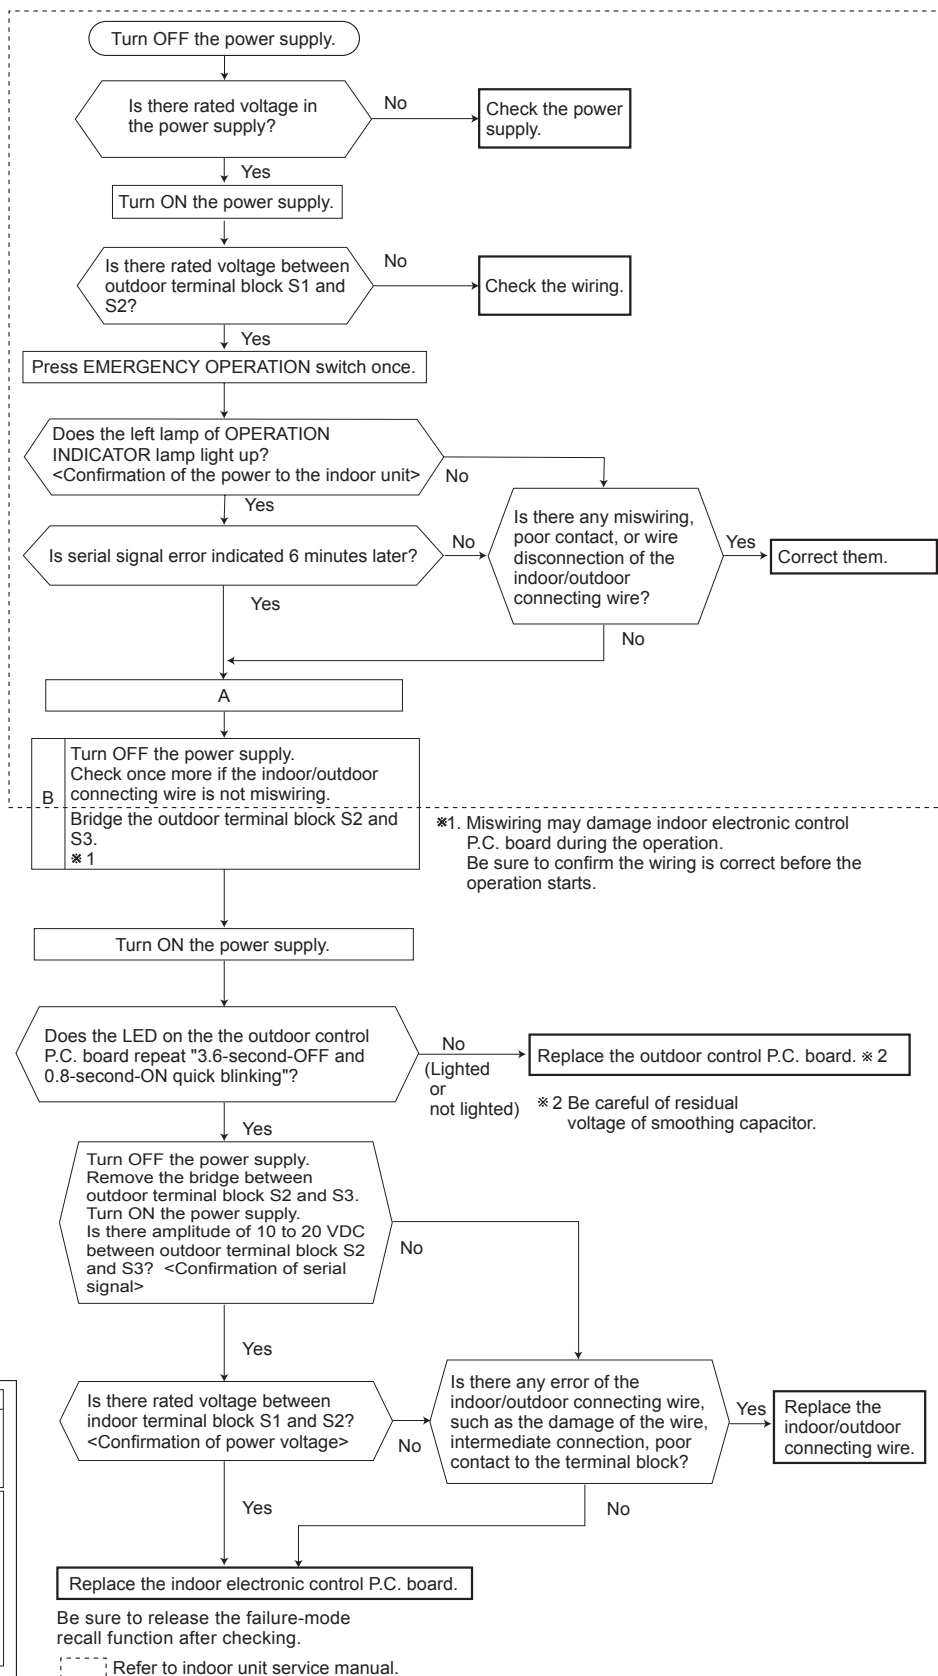 Turn OFF the power supply.
Is there rated voltage in
the power supply?
No
Check the power
supply.
Yes
Turn ON the power supply.
Is there rated voltage between
outdoor terminal block S1 and
S2?
No
Check the wiring.
Yes
Press EMERGENCY OPERATION switch once.
Does the left lamp of OPERATION
INDICATOR lamp light up?
<Confirmation of the power to the indoor unit>
No
Yes
Is serial signal error indicated 6 minutes later?
No
Is there any miswiring,
poor contact, or wire
disconnection of the
indoor/outdoor
connecting wire?
Yes
Correct them.
Yes
No
A
B
Turn OFF the power supply.
Check once more if the indoor/outdoor
connecting wire is not miswiring.
Bridge the outdoor terminal block S2 and
S3.
※ 1
※1. Miswiring may damage indoor electronic control
P.C. board during the operation.
Be sure to confirm the wiring is correct before the
operation starts.
Turn ON the power supply.
Does the LED on the the outdoor control
P.C. board repeat "3.6-second-OFF and
0.8-second-ON quick blinking"?
No
(Lighted
or
not lighted)
Replace the outdoor control P.C. board. ※ 2
※ 2 Be careful of residual
voltage of smoothing capacitor.
Yes
Turn OFF the power supply.
Remove the bridge between
outdoor terminal block S2 and S3.
Turn ON the power supply.
Is there amplitude of 10 to 20 VDC
between outdoor terminal block S2
and S3? <Confirmation of serial
signal>
No
Yes
Is there rated voltage between
indoor terminal block S1 and S2?
<Confirmation of power voltage>
No
Is there any error of the
indoor/outdoor connecting wire,
such as the damage of the wire,
intermediate connection, poor
contact to the terminal block?
Yes
Replace the
indoor/outdoor
connecting wire.
Yes
No
Replace the indoor electronic control P.C. board.
Be sure to release the failure-mode
recall function after checking.
Refer to indoor unit service manual.